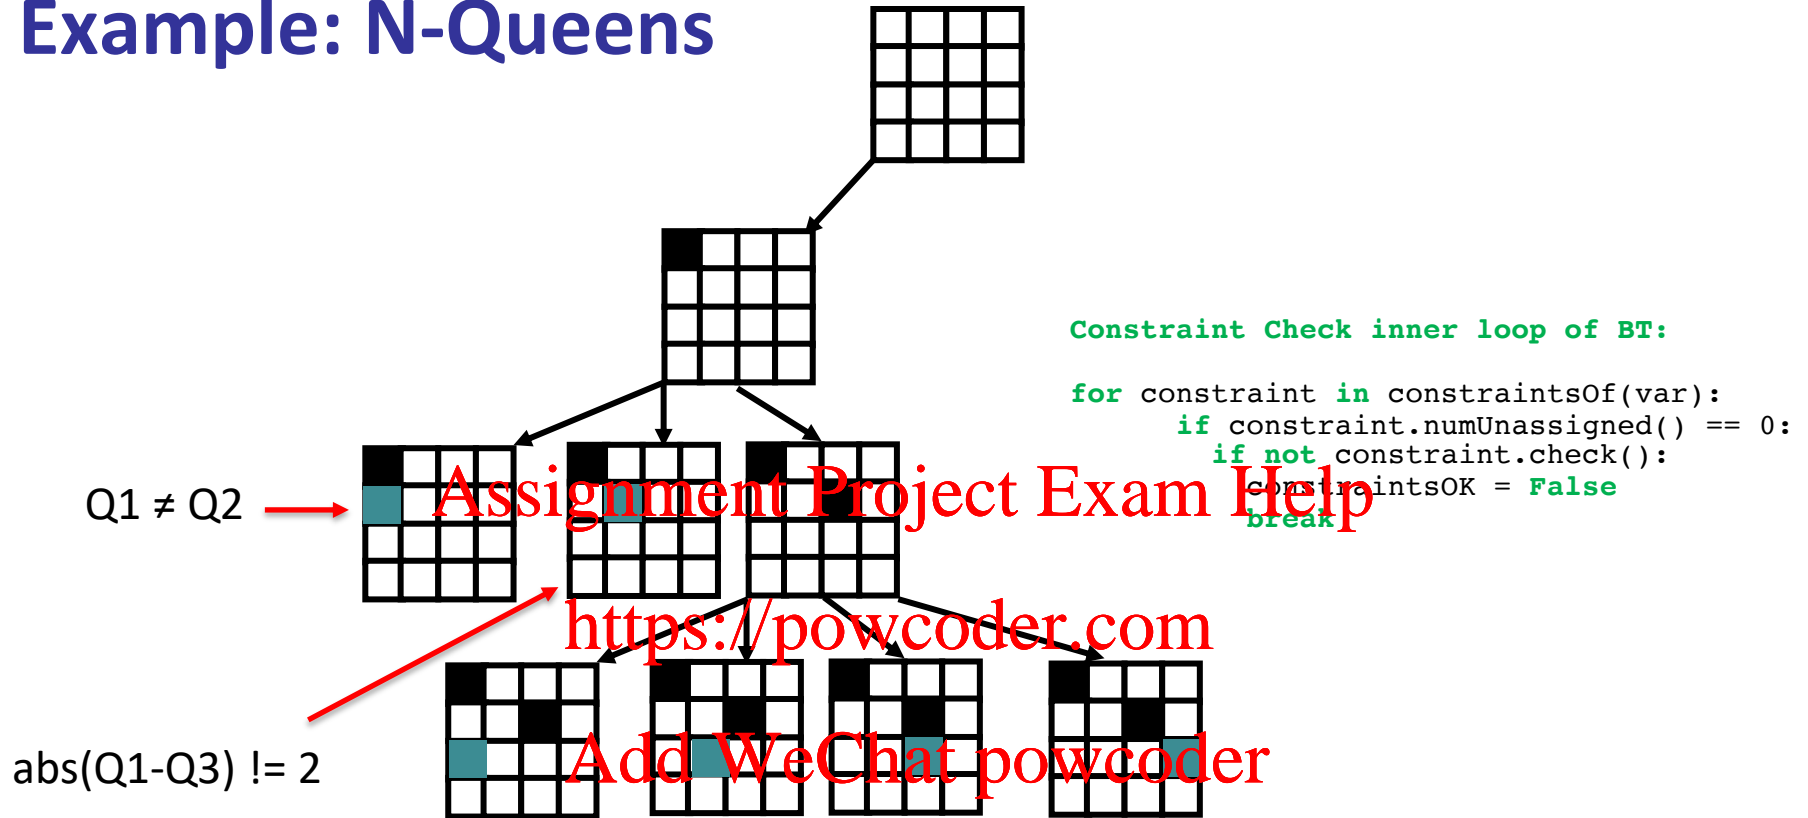 Example: N-Queens
Constraint Check inner loop of BT:
for constraint in constraintsOf(var):
if constraint.numUnassigned() == 0:
if not constraint.check():
constraintsOK = False
break
Q1 ≠ Q2
Assignment Project Exam Help
https://powcoder.com
abs(Q1-Q3) != 2
Add WeChat powcoder